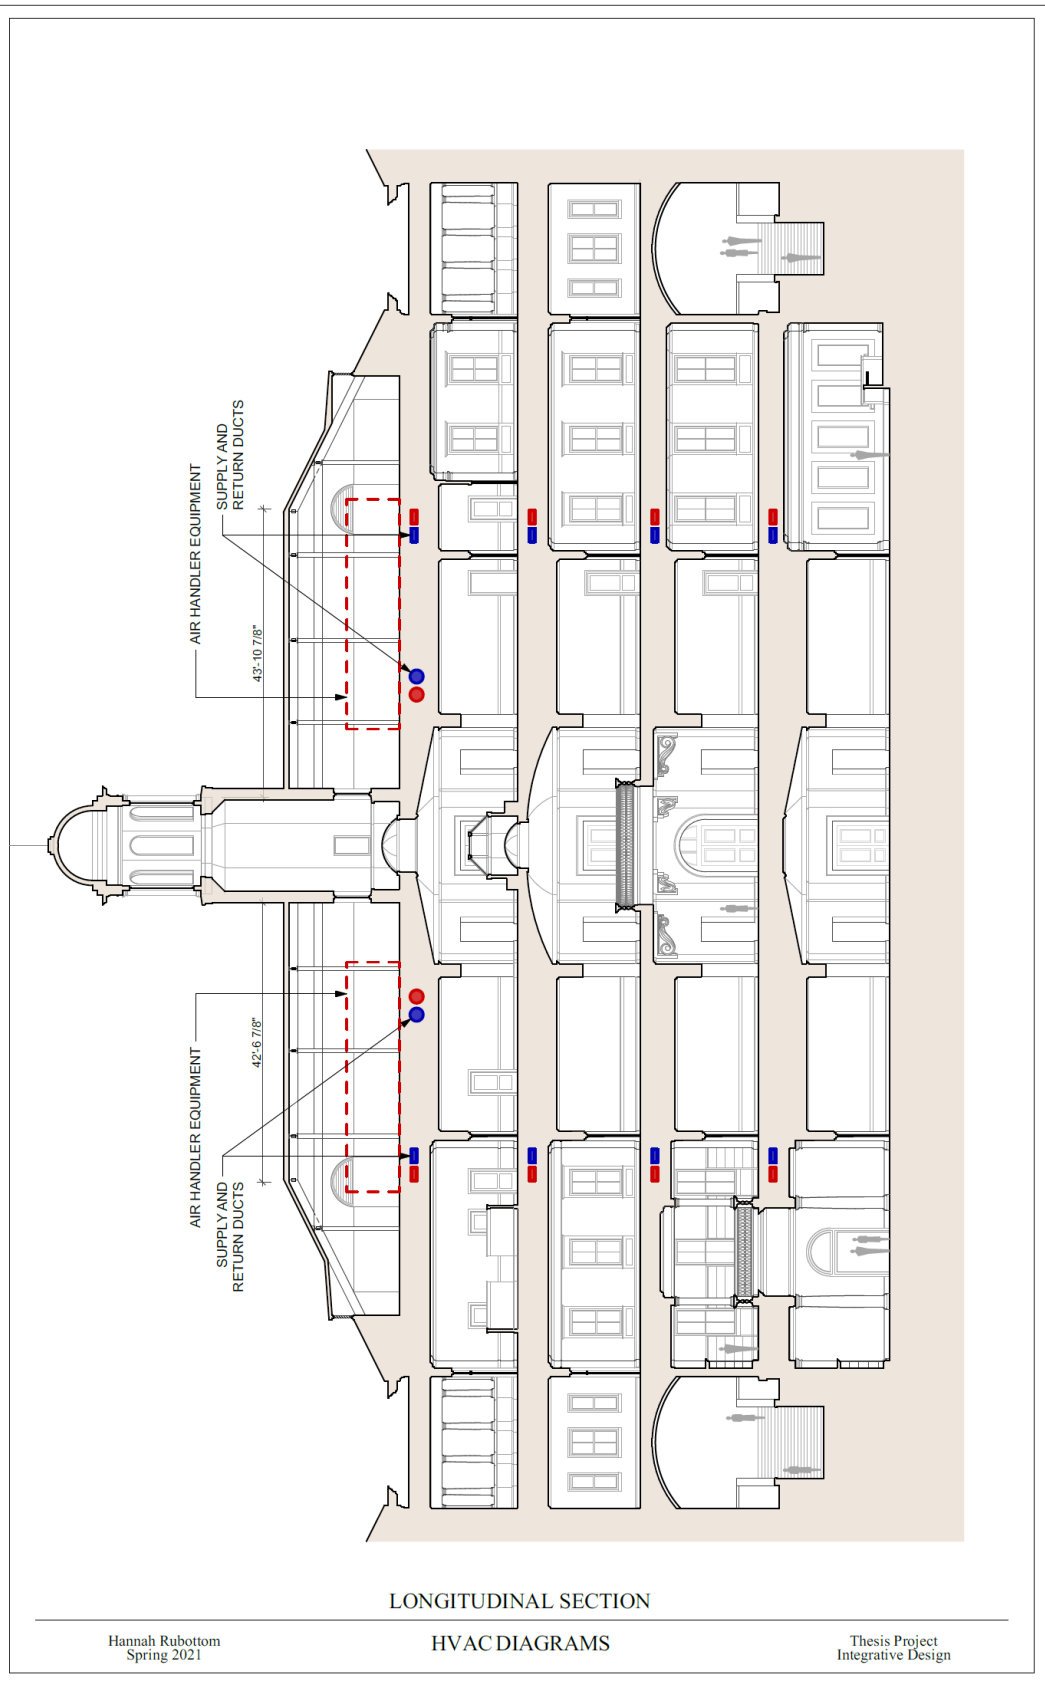 SUPPLY AND
RETURN DUCTS
AIR HANDLER EQUIPMENT
43'-10 7/8"
42'-6 7/8"
AIR HANDLER EQUIPMENT
SUPPLY AND
RETURN DUCTS
LONGITUDINAL SECTION
HVAC DIAGRAMS
Hannah Rubottom
Spring 2021
Thesis Project
Integrative Design